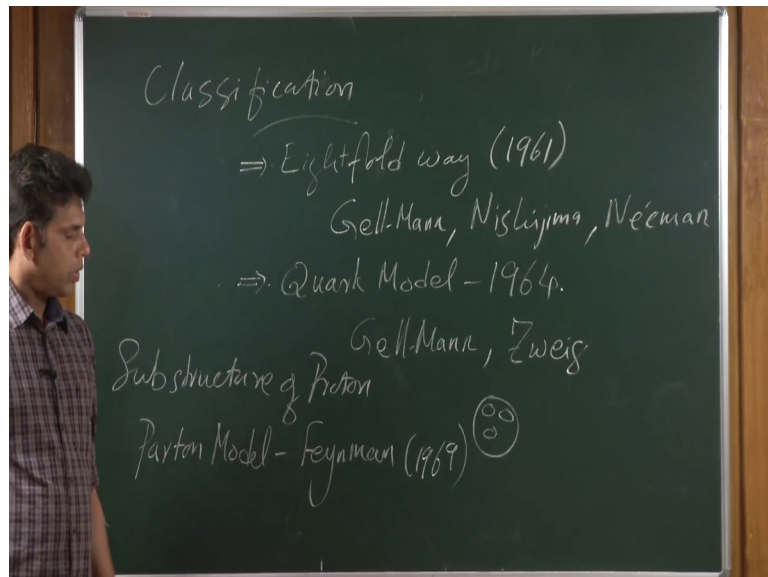 Classification
⇒ Eightfold way (1961)
Gell-Mann, Nishijima, Né'eman
⇒ Quark Model - 1964.
Gell-Mann, Zweig
Substructure of Proton
Parton Model - Feynman (1969)